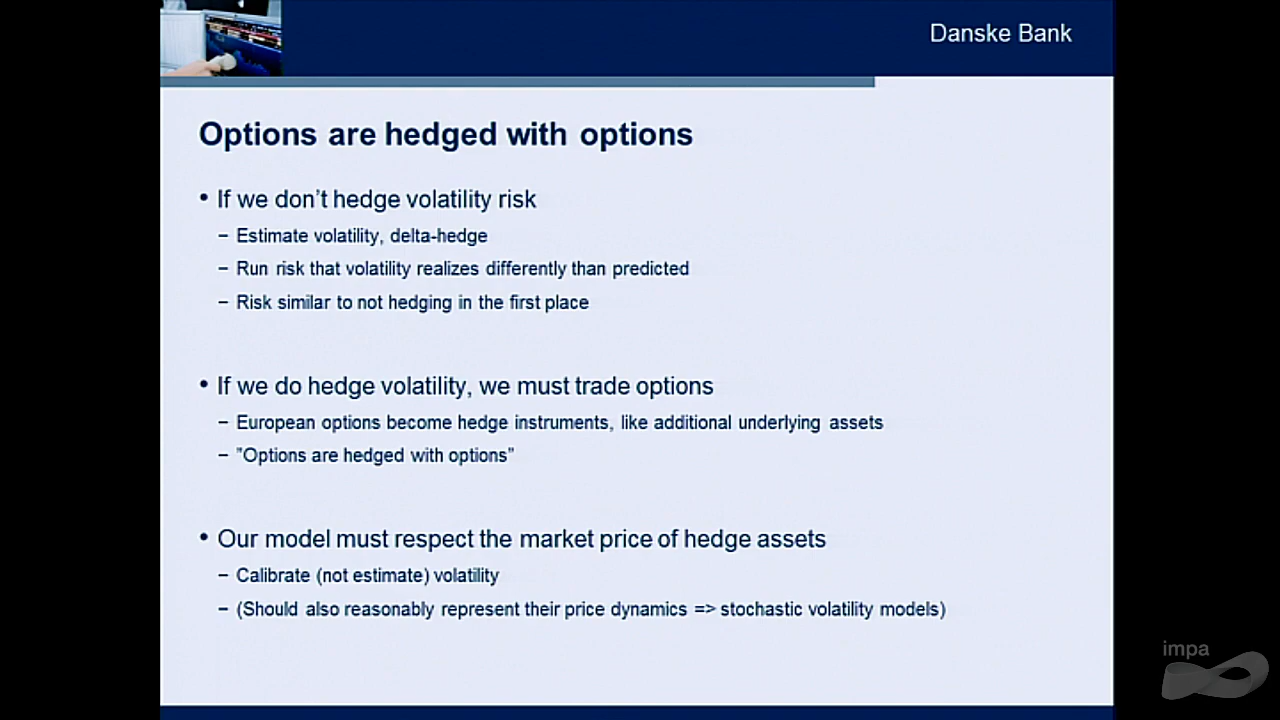 Danske Bank
Options are hedged with options
• If we don't hedge volatility risk
– Estimate volatility, delta-hedge
– Run risk that volatility realizes differently than predicted
– Risk similar to not hedging in the first place
• If we do hedge volatility, we must trade options
– European options become hedge instruments, like additional underlying assets
– "Options are hedged with options"
• Our model must respect the market price of hedge assets
– Calibrate (not estimate) volatility
– (Should also reasonably represent their price dynamics => stochastic volatility models)
impa